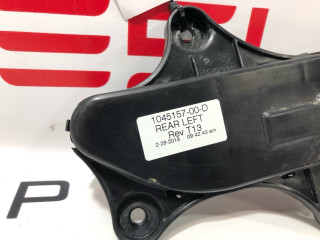 1045157-00-D
REAR LEFT
Rev T13
2-28-2018 09:42:43 am
P